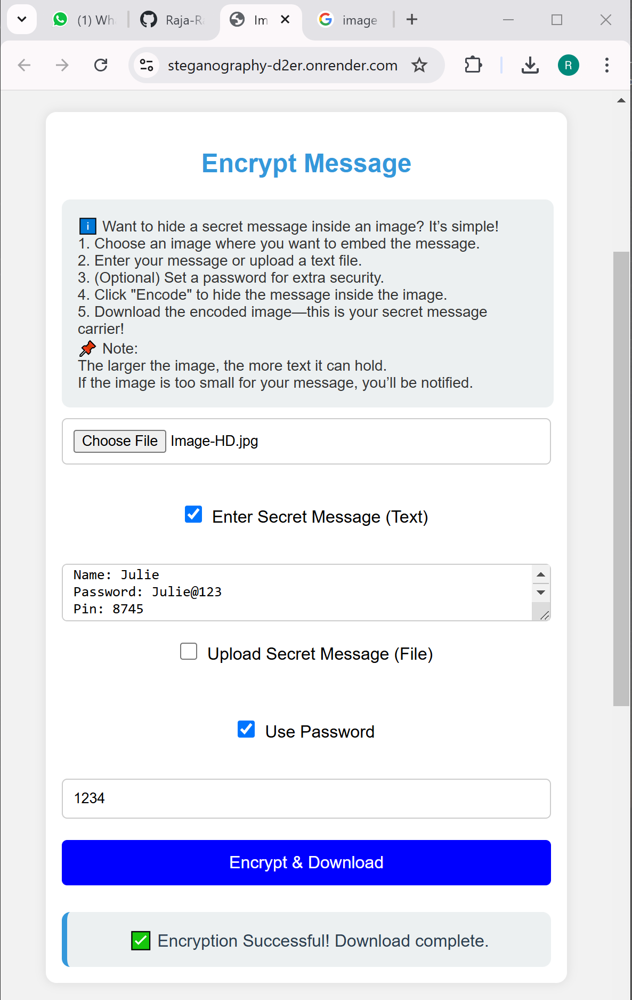 (1) Wh
Raja-Ra
Im
image
steganography-d2er.onrender.com
R
Encrypt Message
i Want to hide a secret message inside an image? It’s simple!
1. Choose an image where you want to embed the message.
2. Enter your message or upload a text file.
3. (Optional) Set a password for extra security.
4. Click "Encode" to hide the message inside the image.
5. Download the encoded image—this is your secret message
carrier!
Note:
The larger the image, the more text it can hold.
If the image is too small for your message, you’ll be notified.
Choose File Image-HD.jpg
Enter Secret Message (Text)
Name: Julie
Password: Julie@123
Pin: 8745
Upload Secret Message (File)
Use Password
1234
Encrypt & Download
Encryption Successful! Download complete.